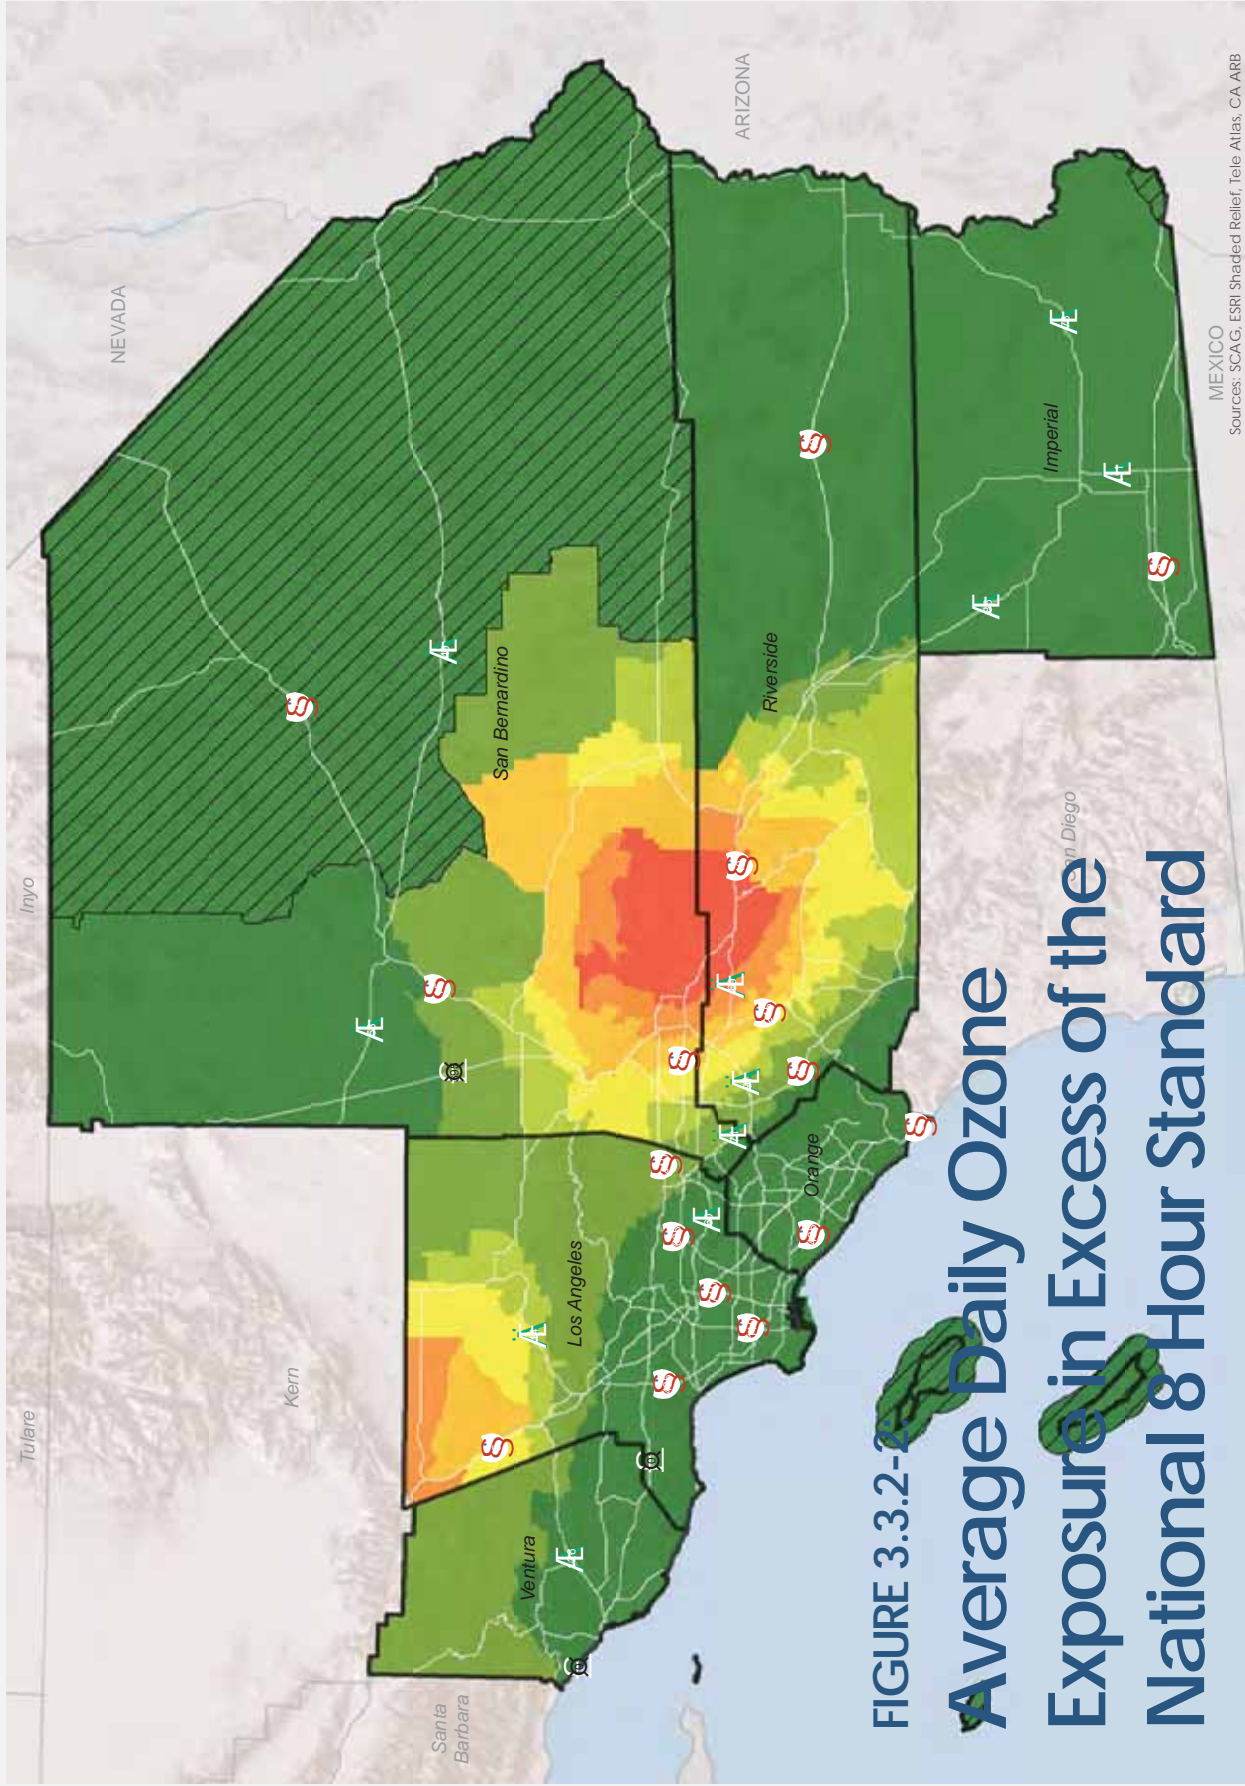 FIGURE 3.3.2-2:
Average Daily Ozone
Exposure in Excess of the
National 8 Hour Standard
Tulare
Inyo
Kern
NEVADA
Santa
Barbara
Ventura
Los Angeles
San Bernardino
Orange
Riverside
Imperial
San Diego
ARIZONA
MEXICO
Sources: SCAG, ESRI Shaded Relief, Tele Atlas, CA ARB